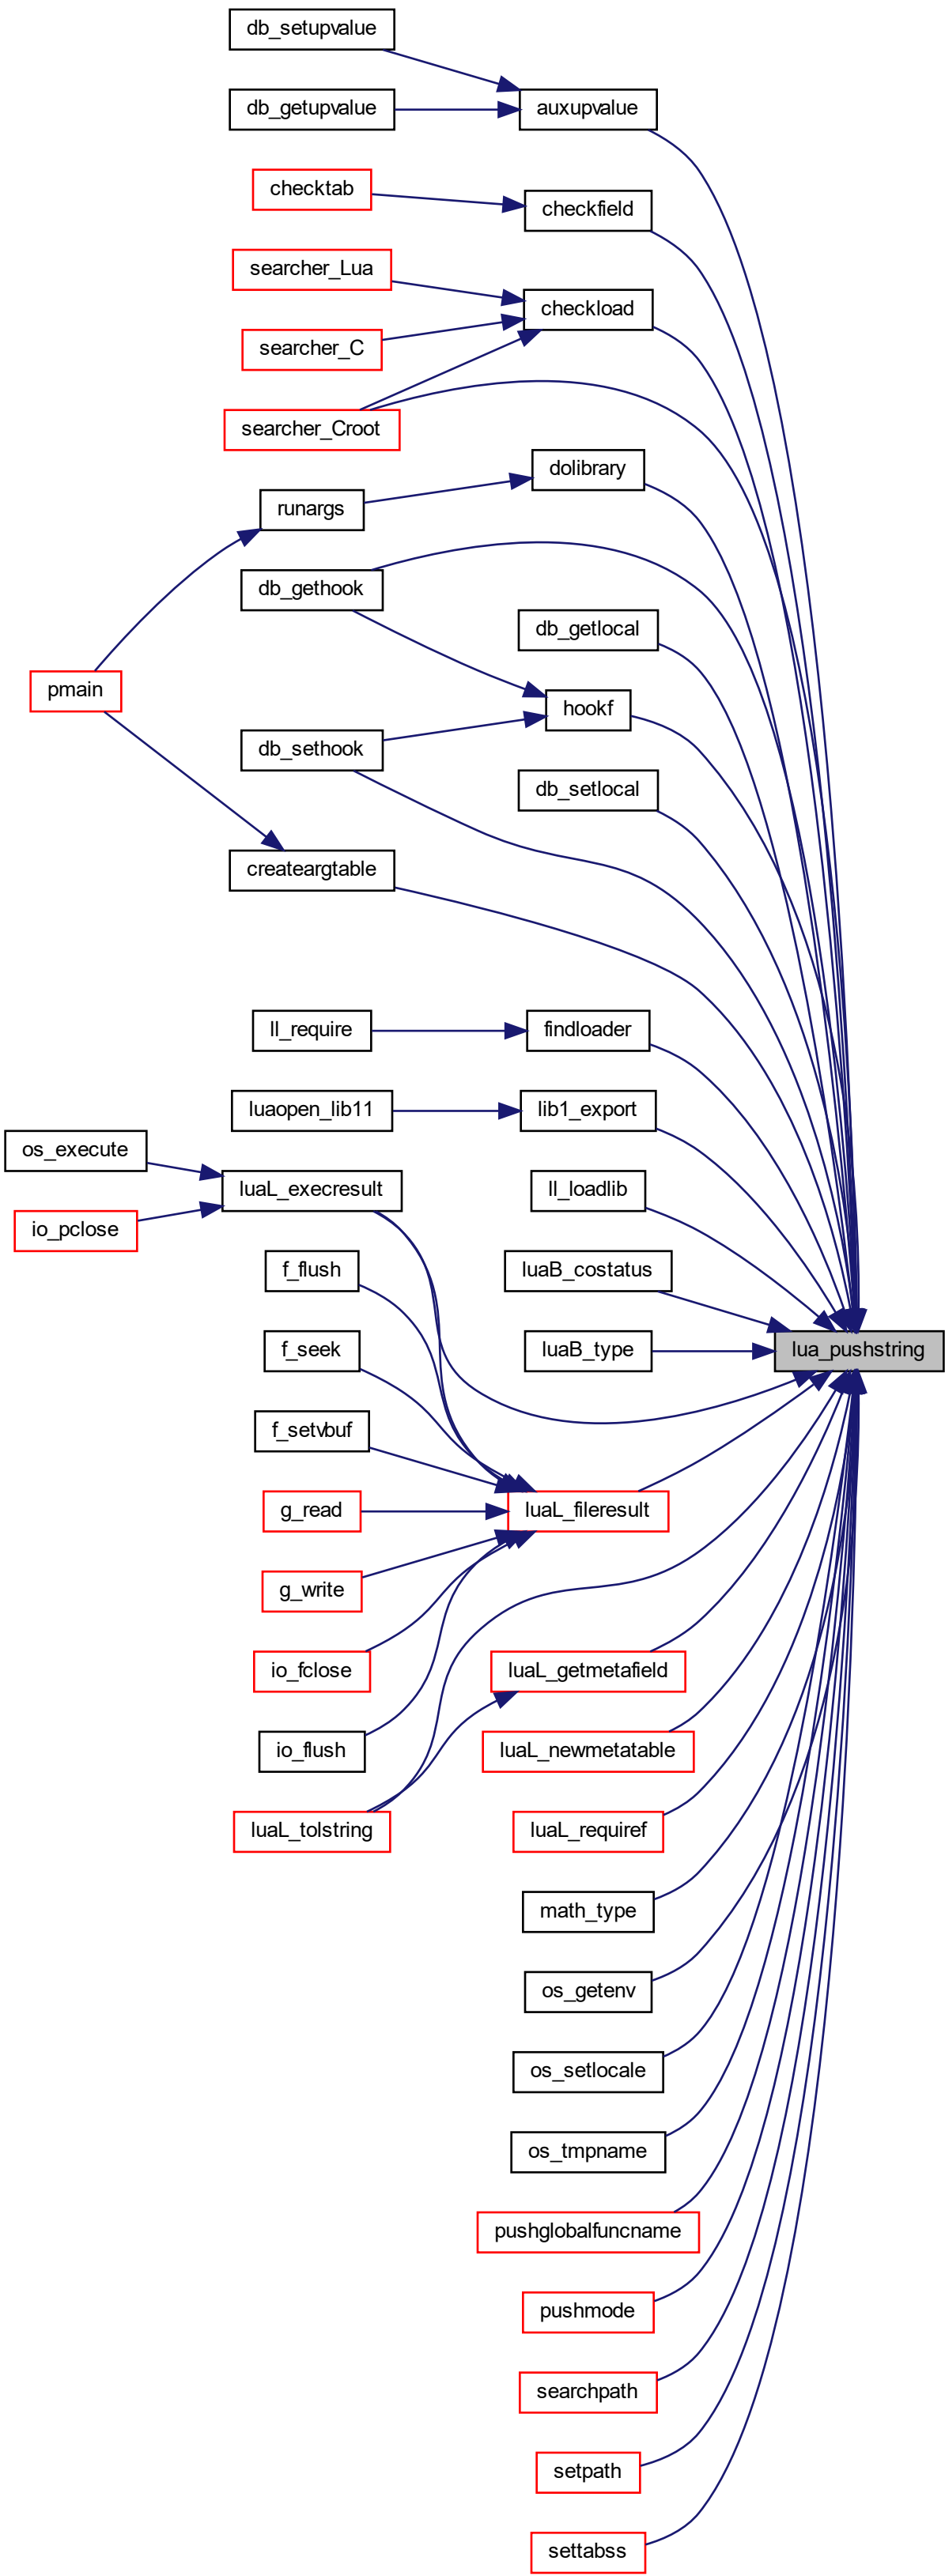 db_setupvalue
db_getupvalue
auxupvalue
checktab
checkfield
searcher_Lua
checkload
searcher_C
searcher_Croot
dolibrary
runargs
db_gethook
db_getlocal
pmain
hookf
db_sethook
db_setlocal
createargtable
ll_require
findloader
luaopen_lib11
lib1_export
os_execute
luaL_execresult
ll_loadlib
io_pclose
f_flush
luaB_costatus
f_seek
luaB_type
lua_pushstring
f_setvbuf
g_read
luaL_fileresult
g_write
io_fclose
luaL_getmetafield
io_flush
luaL_newmetatable
luaL_tolstring
luaL_requiref
math_type
os_getenv
os_setlocale
os_tmpname
pushglobalfuncname
pushmode
searchpath
setpath
settabss